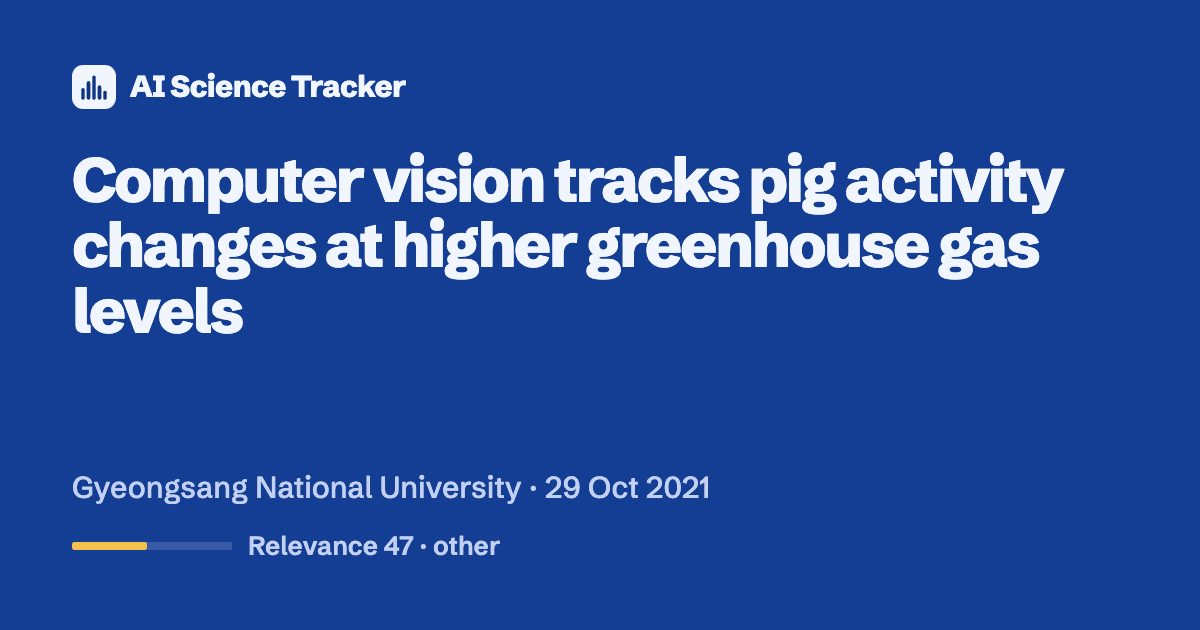 AI Science Tracker
Computer vision tracks pig activity
changes at higher greenhouse gas
levels
Gyeongsang National University · 29 Oct 2021
Relevance 47 · other